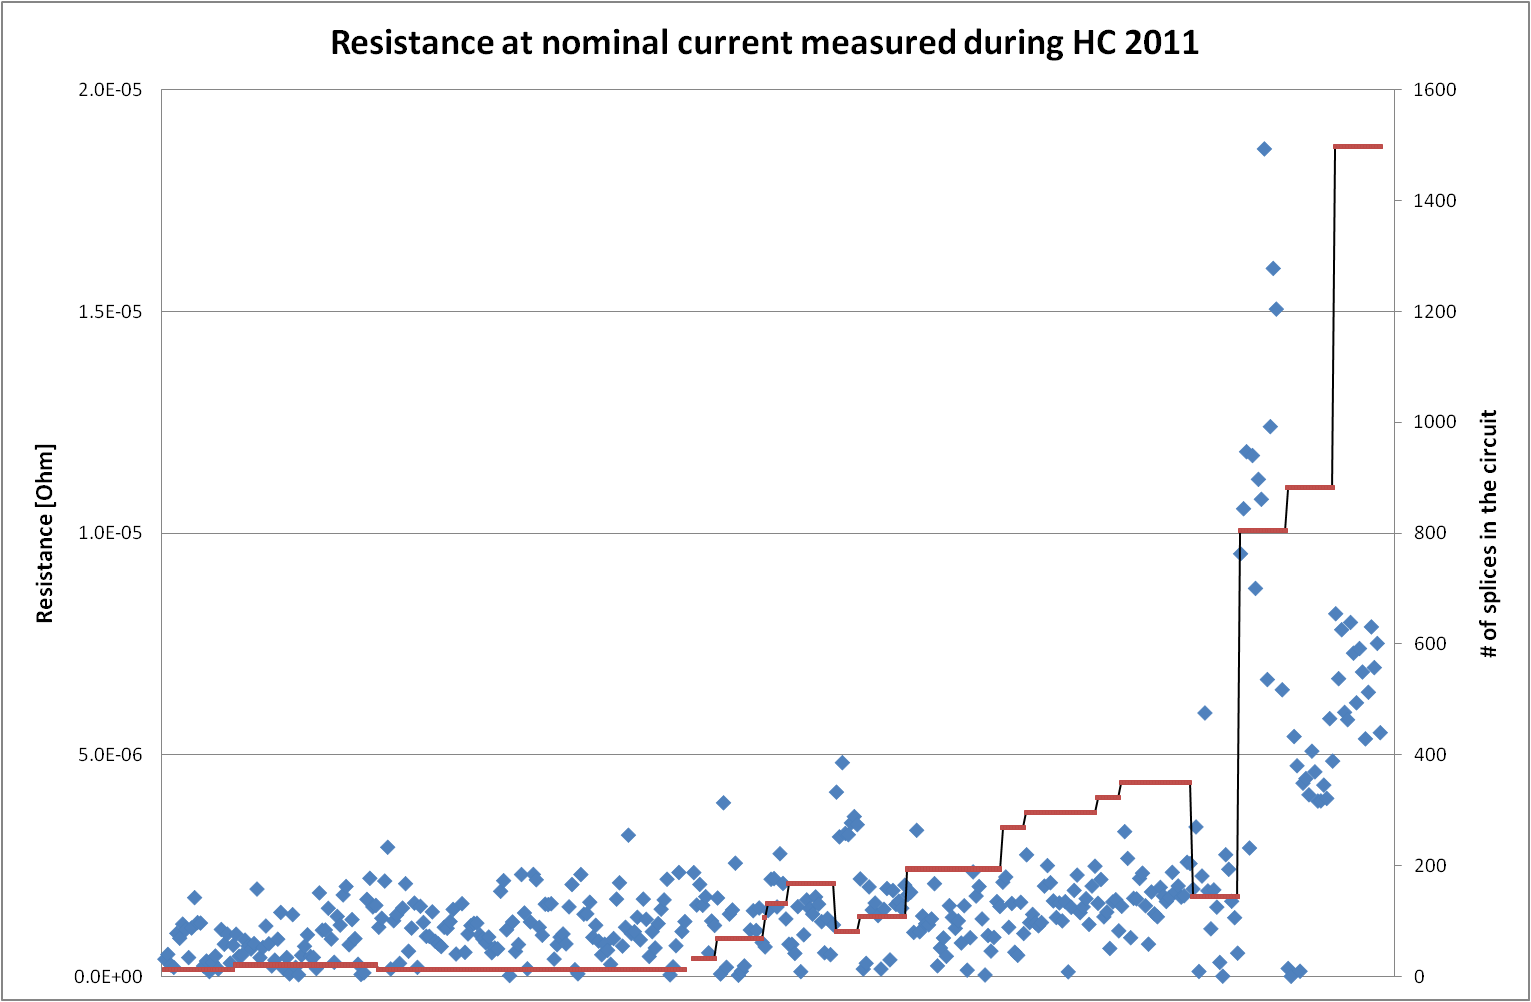 Resistance at nominal current measured during HC 2011
2.0E-05
1.5E-05
1.0E-05
5.0E-06
0.0E+00
Resistance [Ohm]
1600
1400
1200
1000
800
600
400
200
0
# of splices in the circuit